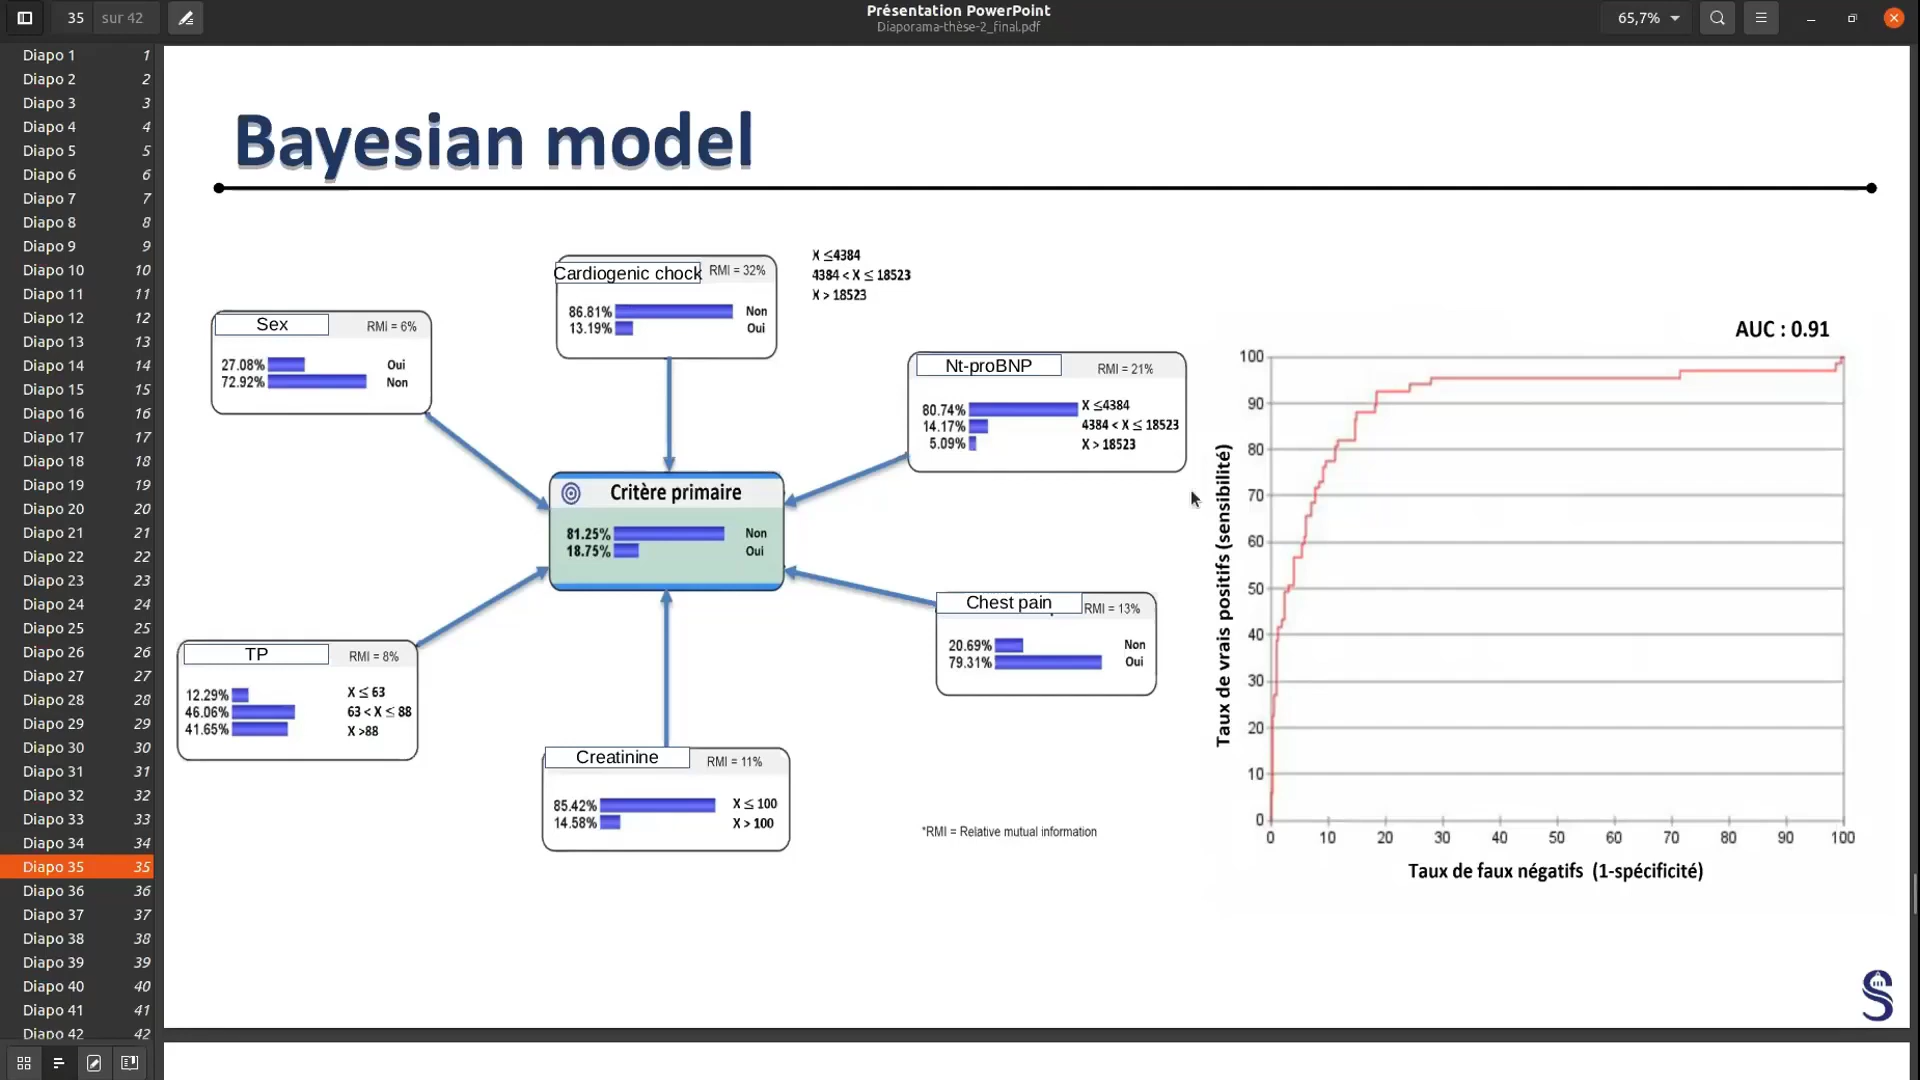 35 sur 42
Présentation PowerPoint
Diaporama-thèse-2_final.pdf
65,7%
Diapo 1 1
Diapo 2 2
Diapo 3 3
Diapo 4 4
Diapo 5 5
Diapo 6 6
Diapo 7 7
Diapo 8 8
Diapo 9 9
Diapo 10 10
Diapo 11 11
Diapo 12 12
Diapo 13 13
Diapo 14 14
Diapo 15 15
Diapo 16 16
Diapo 17 17
Diapo 18 18
Diapo 19 19
Diapo 20 20
Diapo 21 21
Diapo 22 22
Diapo 23 23
Diapo 24 24
Diapo 25 25
Diapo 26 26
Diapo 27 27
Diapo 28 28
Diapo 29 29
Diapo 30 30
Diapo 31 31
Diapo 32 32
Diapo 33 33
Diapo 34 34
Diapo 35 35
Diapo 36 36
Diapo 37 37
Diapo 38 38
Diapo 39 39
Diapo 40 40
Diapo 41 41
Diapo 42 42
Bayesian model
Cardiogenic chock RMI = 32%
86.81% Non
13.19% Oui
X ≤4384
4384 < X ≤ 18523
X > 18523
Sex RMI = 6%
27.08% Oui
72.92% Non
Nt-proBNP RMI = 21%
80.74% X ≤4384
14.17% 4384 < X ≤ 18523
5.09% X > 18523
Critère primaire
81.25% Non
18.75% Oui
Chest pain RMI = 13%
20.69% Non
79.31% Oui
TP RMI = 8%
12.29% X ≤ 63
46.06% 63 < X ≤ 88
41.65% X >88
Creatinine RMI = 11%
85.42% X ≤ 100
14.58% X > 100
*RMI = Relative mutual information
AUC : 0.91
Taux de vrais positifs (sensibilité)
100
90
80
70
60
50
40
30
20
10
0
0 10 20 30 40 50 60 70 80 90 100
Taux de faux négatifs (1-spécificité)